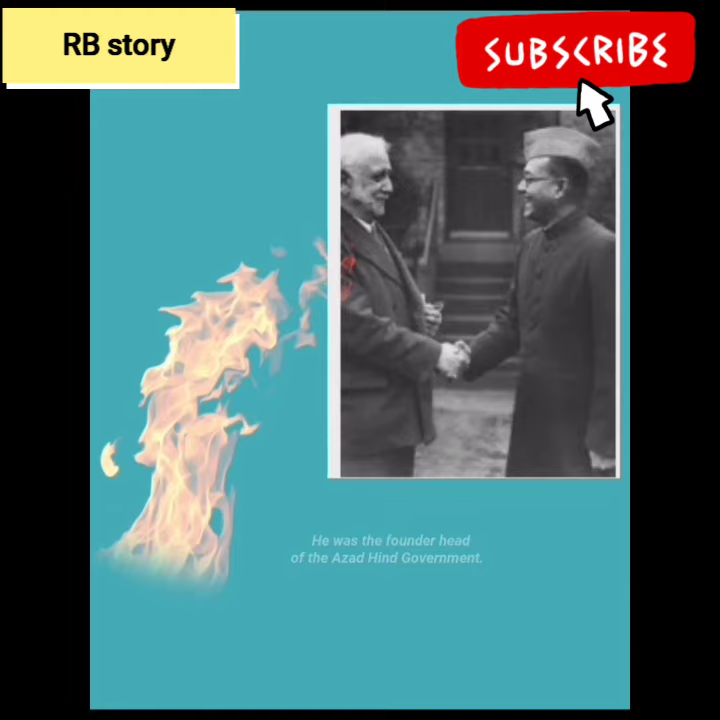 RB story
SUBSCRIBE
He was the founder head
of the Azad Hind Government.